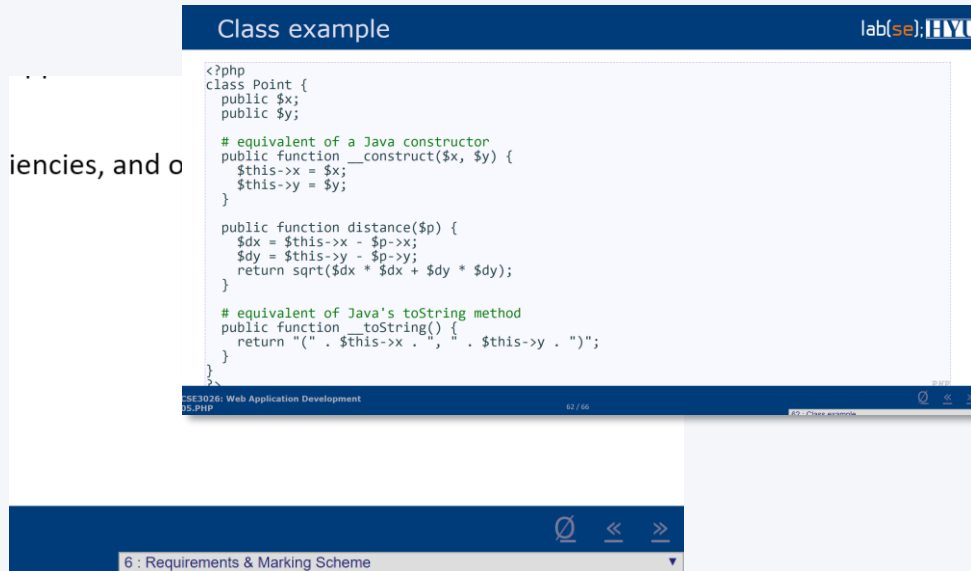 Class example
lab(se);HYU
<?php
class Point {
public $x;
public $y;
# equivalent of a Java constructor
public function __construct($x, $y) {
$this->x = $x;
$this->y = $y;
}
public function distance($p) {
$dx = $this->x - $p->x;
$dy = $this->y - $p->y;
return sqrt($dx * $dx + $dy * $dy);
}
# equivalent of Java's toString method
public function __toString() {
return "(" . $this->x . ", " . $this->y . ")";
}
}
?>
PHP
CSE3026: Web Application Development
05.PHP
62 / 66
Ø « »
62 : Class example
iencies, and o
Ø « »
6 : Requirements & Marking Scheme